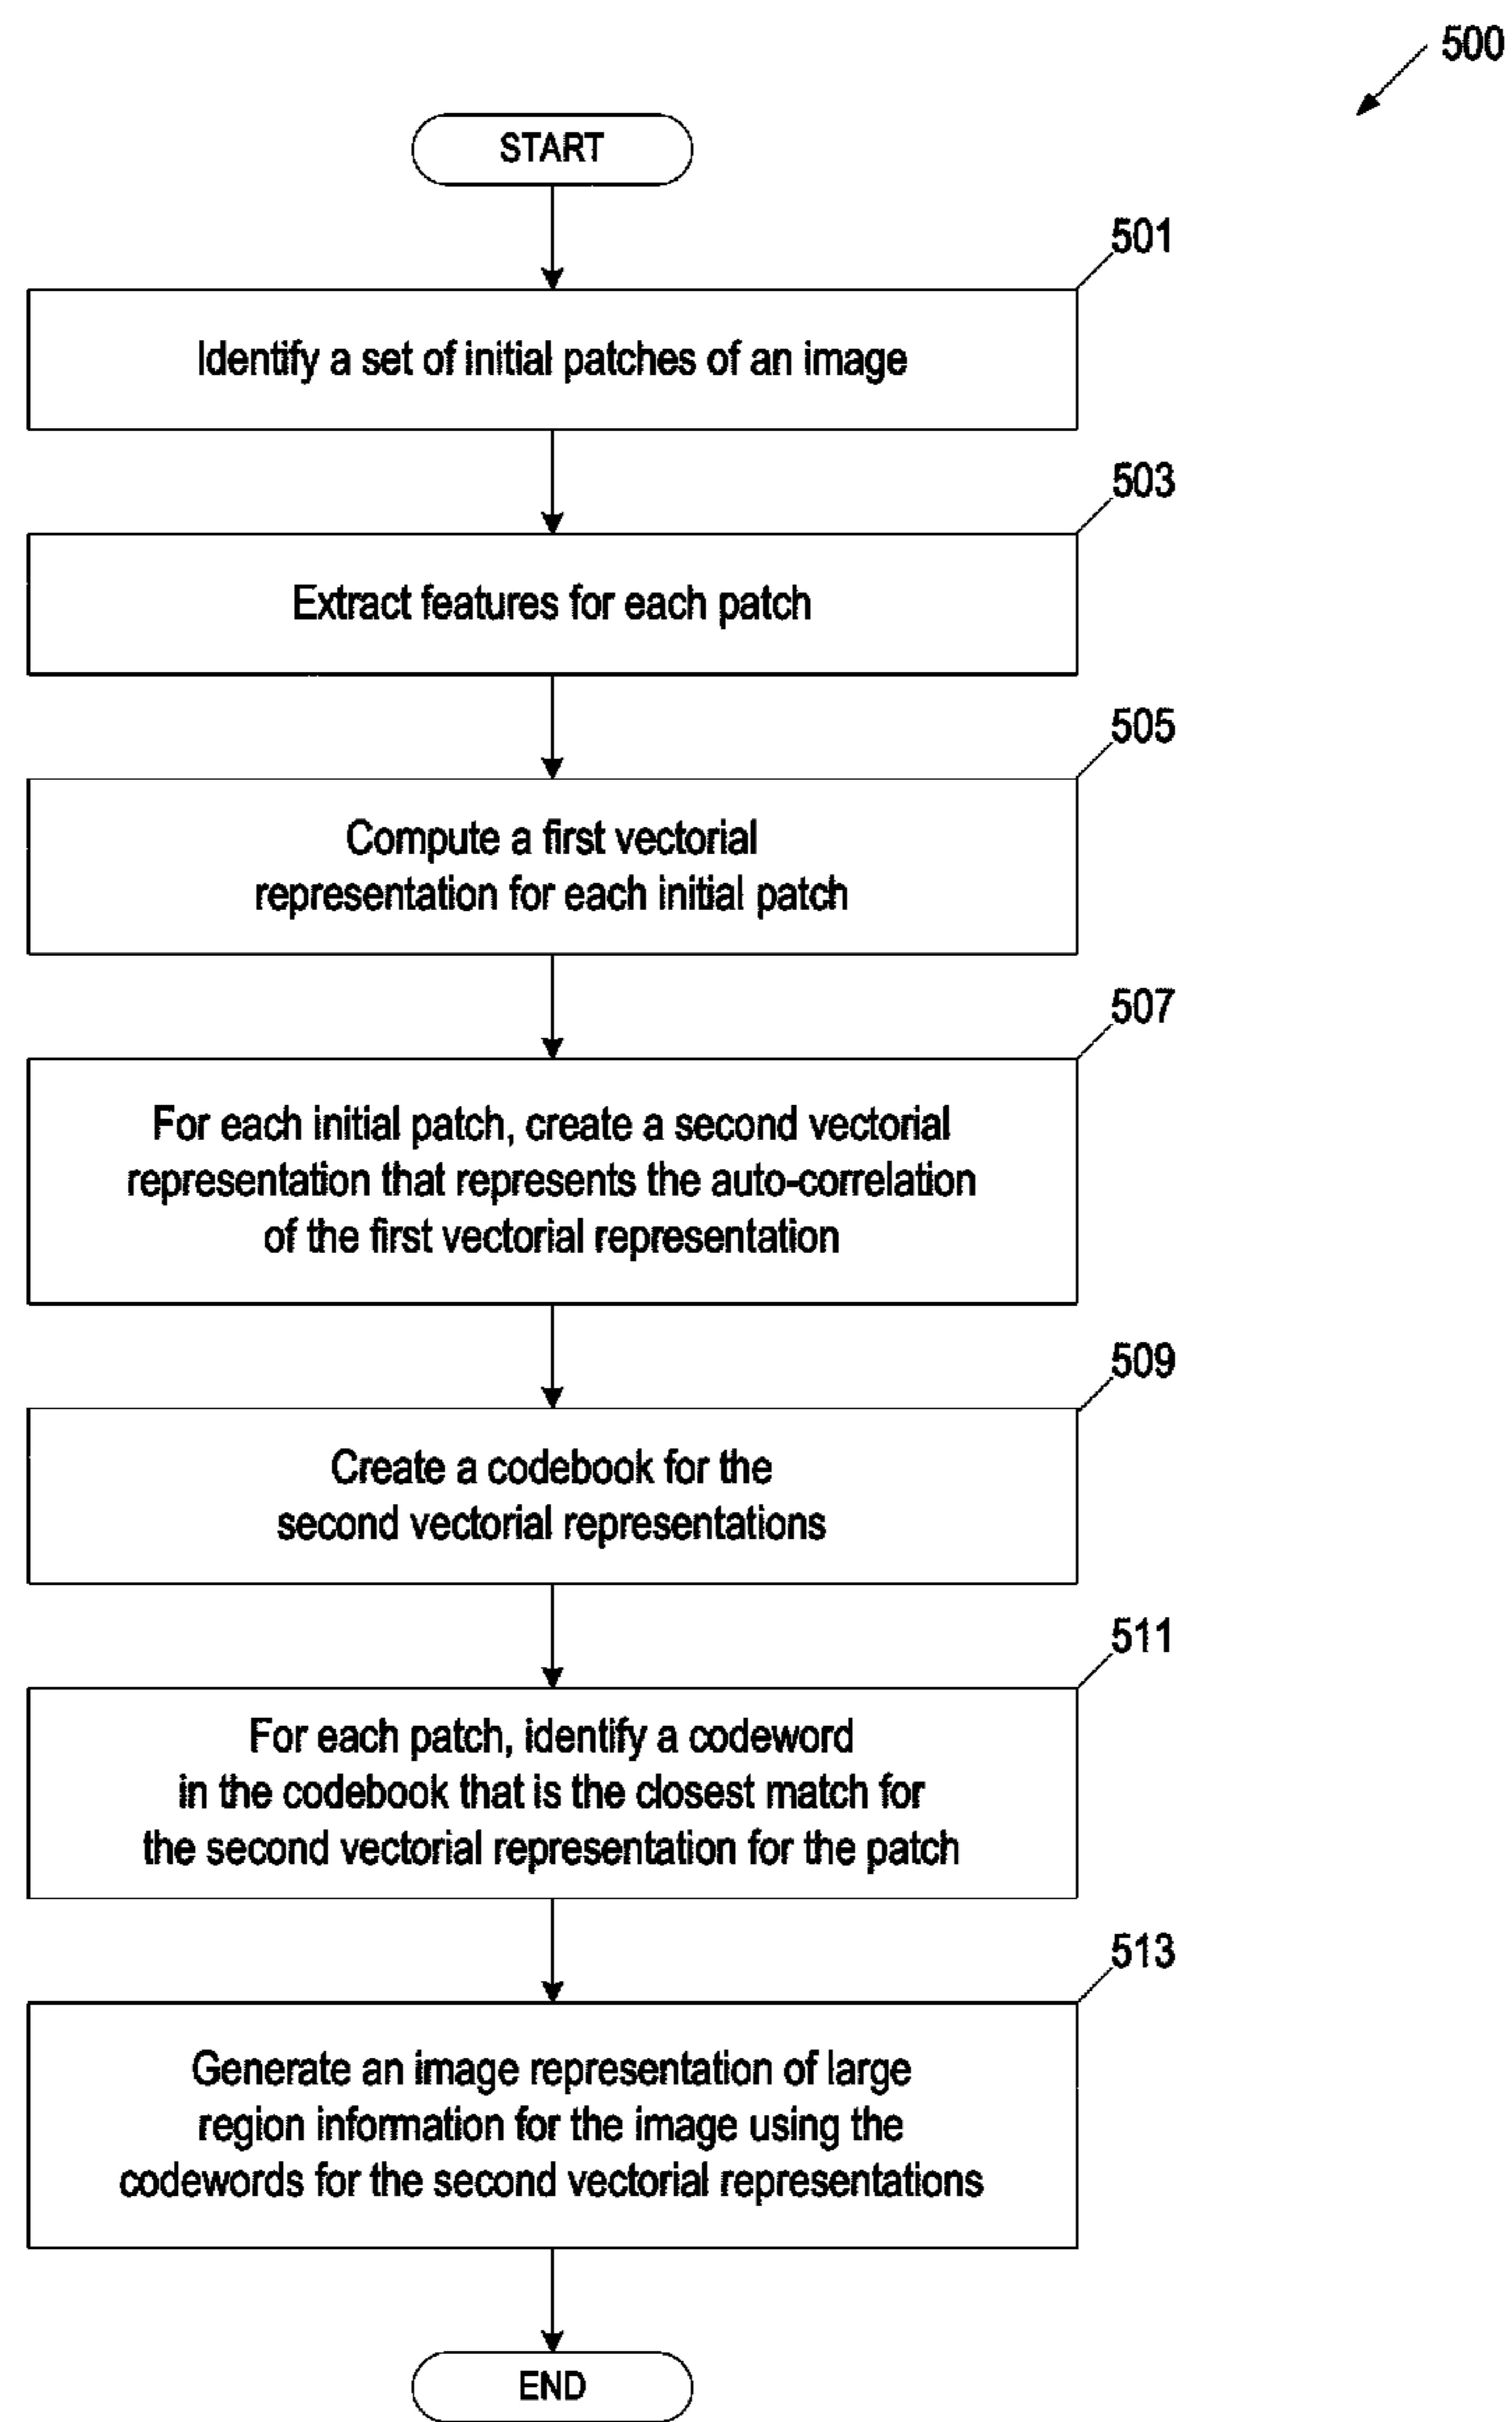 500
START
501
Identify a set of initial patches of an image
503
Extract features for each patch
505
Compute a first vectorial
representation for each initial patch
507
For each initial patch, create a second vectorial
representation that represents the auto-correlation
of the first vectorial representation
509
Create a codebook for the
second vectorial representations
511
For each patch, identify a codeword
in the codebook that is the closest match for
the second vectorial representation for the patch
513
Generate an image representation of large
region information for the image using the
codewords for the second vectorial representations
END